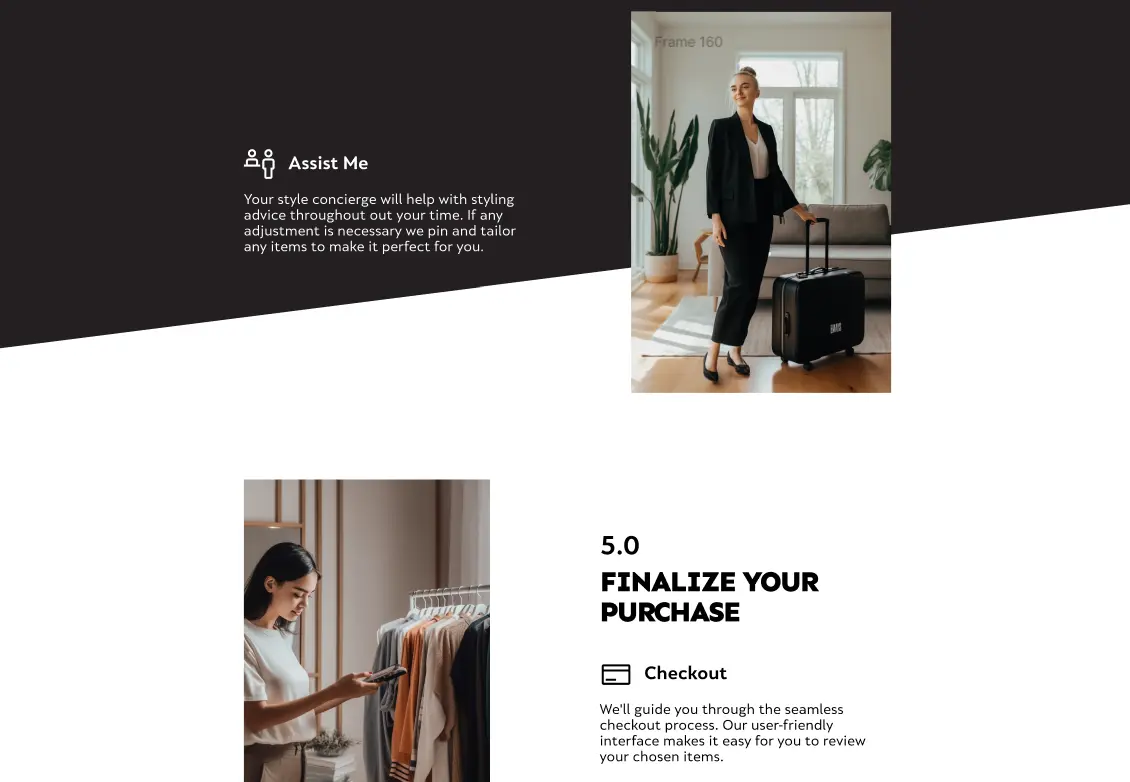 Frame 160
Assist Me
Your style concierge will help with styling
advice throughout out your time. If any
adjustment is necessary we pin and tailor
any items to make it perfect for you.
5.0
FINALIZE YOUR
PURCHASE
Checkout
We'll guide you through the seamless
checkout process. Our user-friendly
interface makes it easy for you to review
your chosen items.